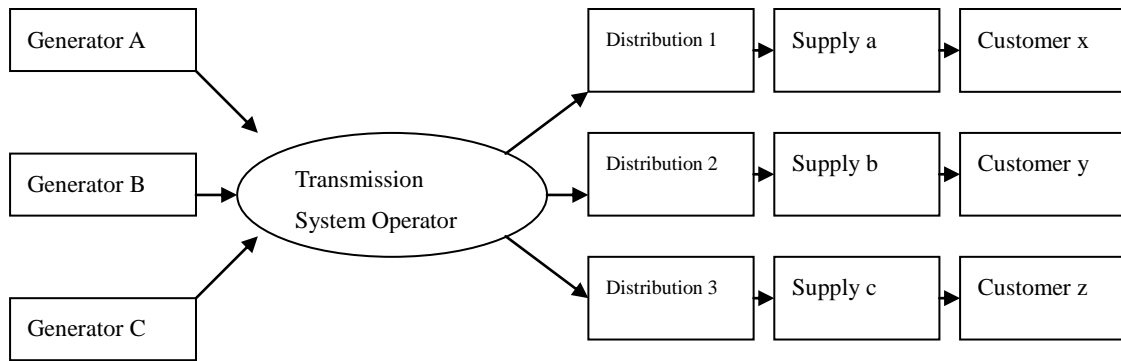 Generator A
Generator B
Generator C
Transmission
System Operator
Distribution 1
Supply a
Customer x
Distribution 2
Supply b
Customer y
Distribution 3
Supply c
Customer z